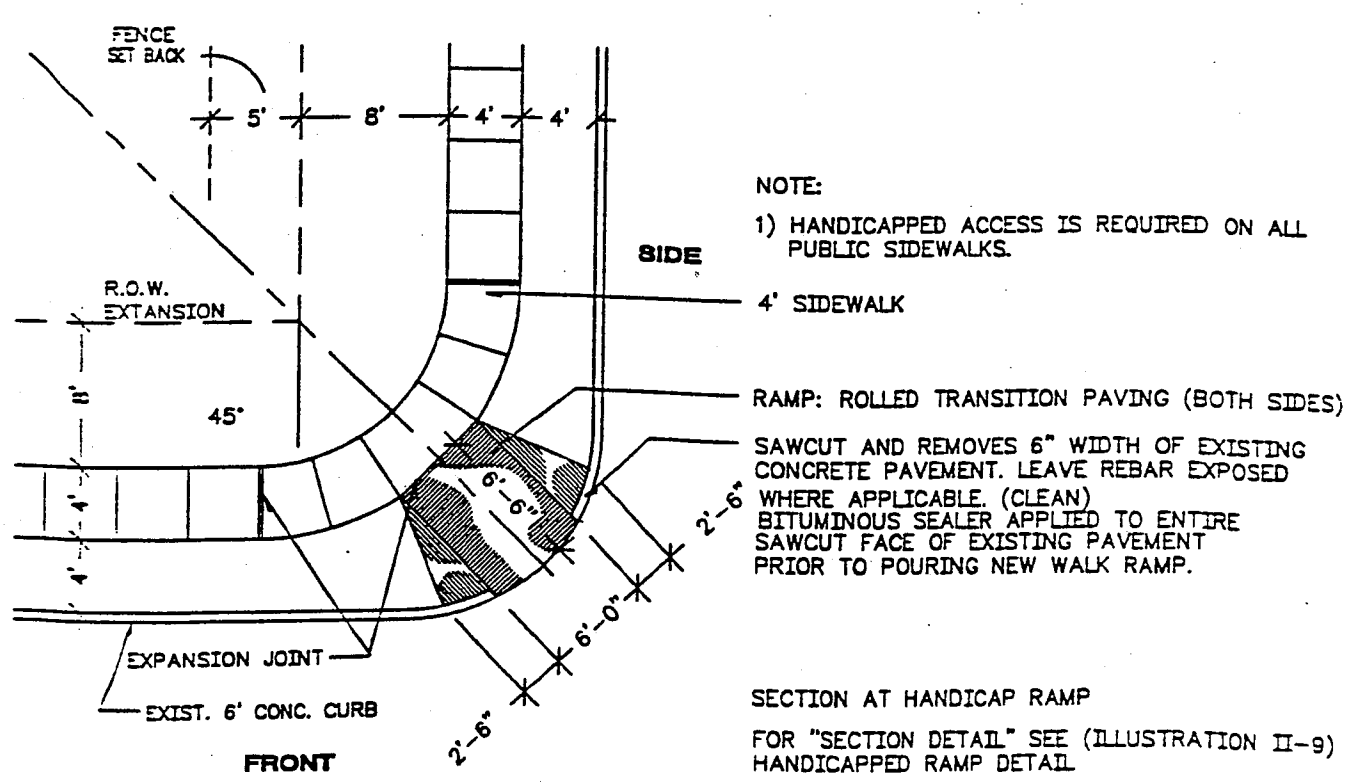 FENCE
SET BACK
5'
8'
4'
4'
NOTE:
1) HANDICAPPED ACCESS IS REQUIRED ON ALL
PUBLIC SIDEWALKS.
SIDE
R.O.W.
EXTANSION
4' SIDEWALK
8'
45°
RAMP: ROLLED TRANSITION PAVING (BOTH SIDES)
SAWCUT AND REMOVES 6" WIDTH OF EXISTING
CONCRETE PAVEMENT. LEAVE REBAR EXPOSED
WHERE APPLICABLE. (CLEAN)
BITUMINOUS SEALER APPLIED TO ENTIRE
SAWCUT FACE OF EXISTING PAVEMENT
PRIOR TO POURING NEW WALK RAMP.
4'
4'
6'-6"
2'-6"
6'-0"
2'-6"
EXPANSION JOINT
EXIST. 6' CONC. CURB
FRONT
SECTION AT HANDICAP RAMP
FOR "SECTION DETAIL" SEE (ILLUSTRATION II-9)
HANDICAPPED RAMP DETAIL